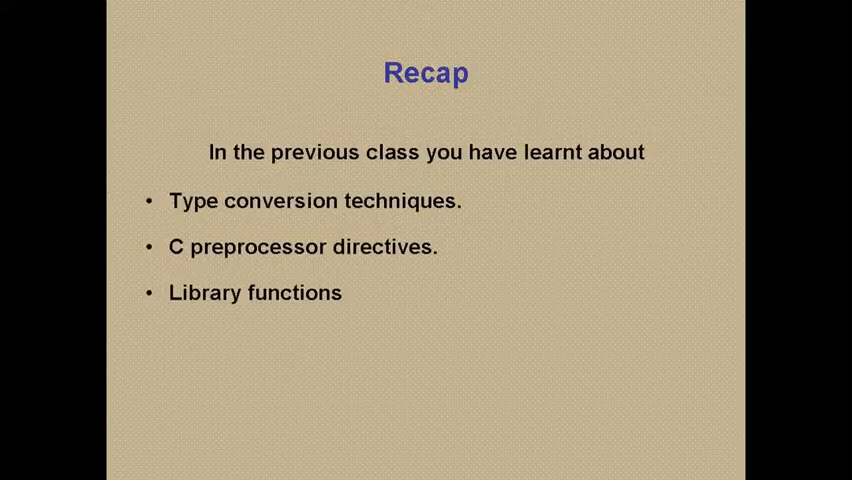 Recap
In the previous class you have learnt about
• Type conversion techniques.
• C preprocessor directives.
• Library functions